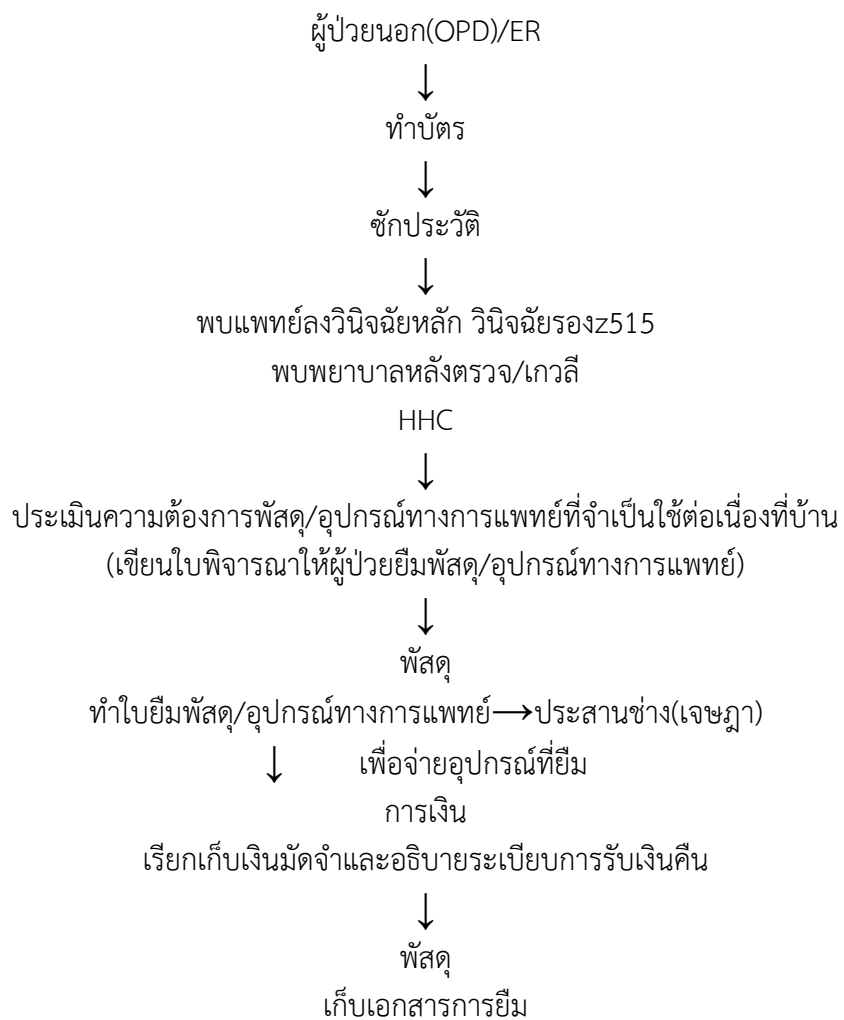 ผู้ป่วยนอก(OPD)/ER
↓
ทำบัตร
↓
ซักประวัติ
↓
พบแพทย์ลงวินิจฉัยหลัก วินิจฉัยรองz515
พบพยาบาลหลังตรวจ/เกวลี
HHC
↓
ประเมินความต้องการพัสดุ/อุปกรณ์ทางการแพทย์ที่จำเป็นใช้ต่อเนื่องที่บ้าน
(เขียนใบพิจารณาให้ผู้ป่วยยืมพัสดุ/อุปกรณ์ทางการแพทย์)
↓
พัสดุ
ทำใบยืมพัสดุ/อุปกรณ์ทางการแพทย์→ประสานช่าง(เจษฎา)
↓ เพื่อจ่ายอุปกรณ์ที่ยืม
การเงิน
เรียกเก็บเงินมัดจำและอธิบายระเบียบการรับเงินคืน
↓
พัสดุ
เก็บเอกสารการยืม